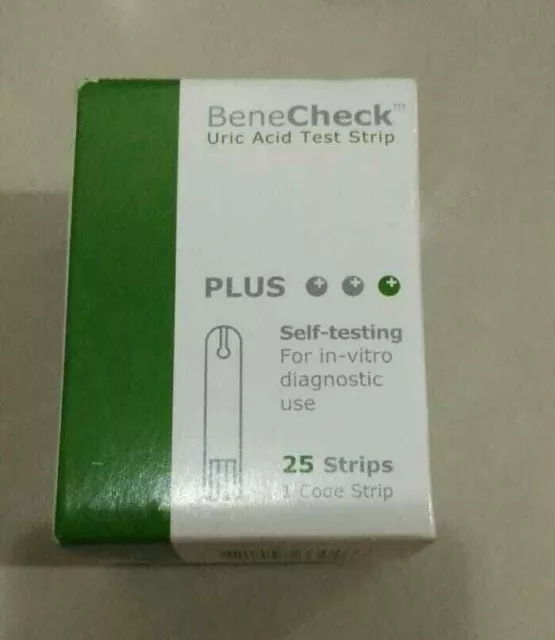 BeneCheck™
Uric Acid Test Strip
PLUS
Self-testing
For in-vitro
diagnostic
use
25 Strips
1 Code Strip